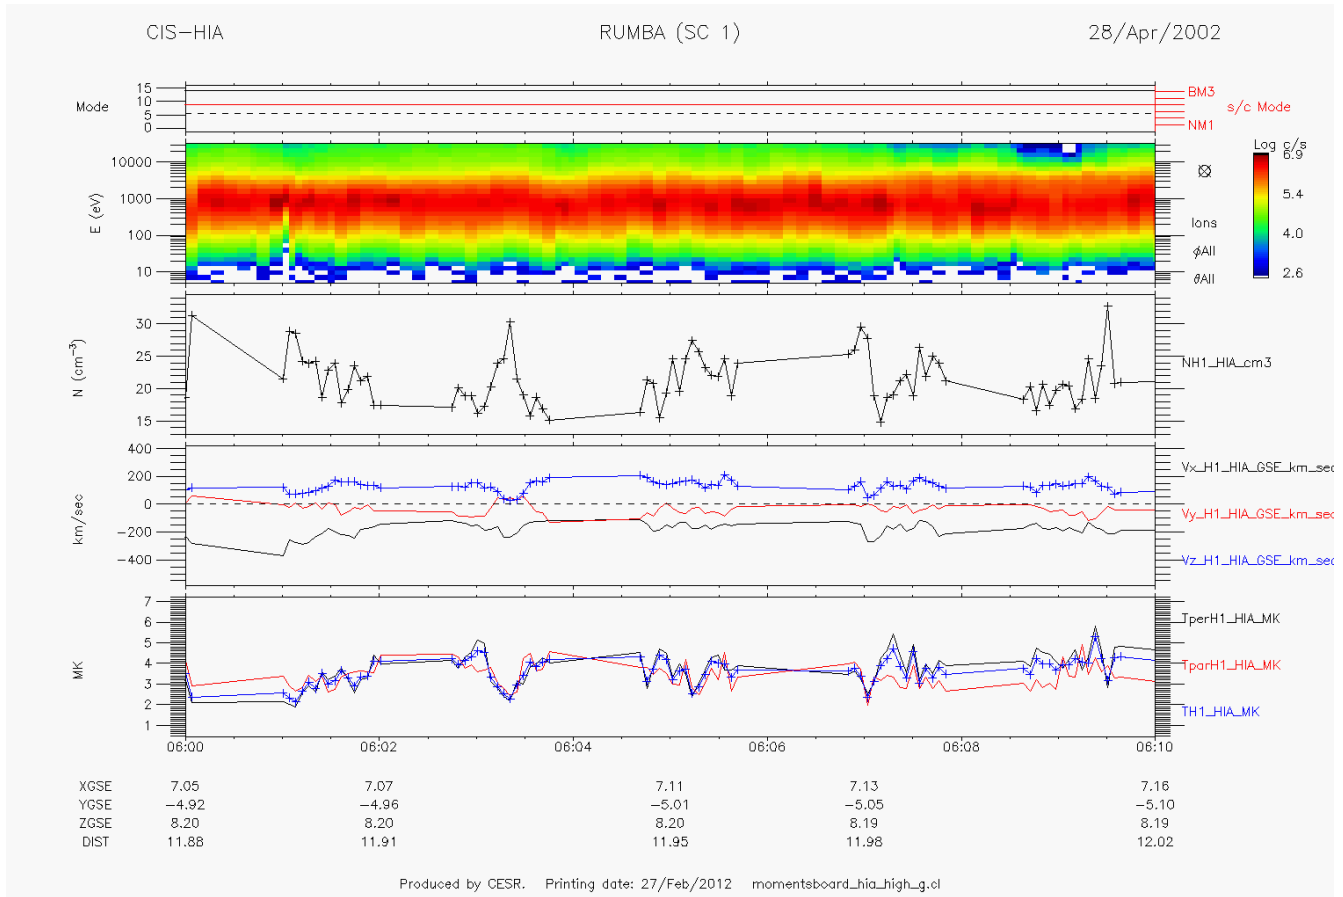 CIS-HIA RUMBA (SC 1) 28/Apr/2002
Mode 15 10 5 0 BM3 NM1 s/c Mode
E (eV) 10000 1000 100 10 ⊗ Ions ϕAll θAll Log c/s 6.9 5.4 4.0 2.6
N (cm⁻³) 30 25 20 15 NH1_HIA_cm3
km/sec 400 200 0 -200 -400 Vx_H1_HIA_GSE_km_sec
Vy_H1_HIA_GSE_km_sec
Vz_H1_HIA_GSE_km_sec
MK 7 6 5 4 3 2 1 TperH1_HIA_MK
TparH1_HIA_MK
TH1_HIA_MK
06:00 06:02 06:04 06:06 06:08 06:10
XGSE 7.05 7.07 7.11 7.13 7.16
YGSE -4.92 -4.96 -5.01 -5.05 -5.10
ZGSE 8.20 8.20 8.20 8.19 8.19
DIST 11.88 11.91 11.95 11.98 12.02
Produced by CESR. Printing date: 27/Feb/2012 momentsboard_hia_high_g.cl